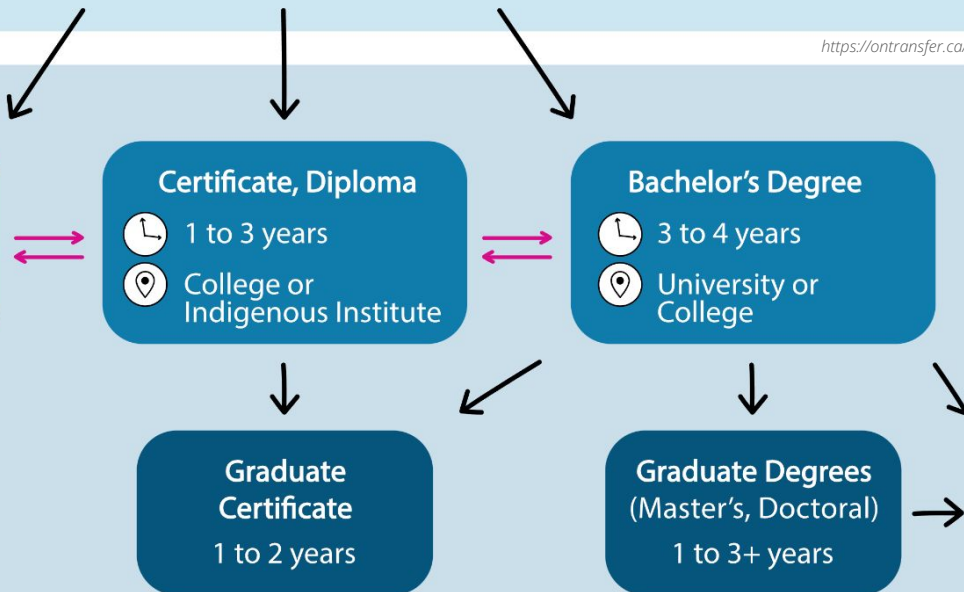 https://ontransfer.ca/
Certificate, Diploma
1 to 3 years
College or
Indigenous Institute
Bachelor's Degree
3 to 4 years
University or
College
Graduate
Certificate
1 to 2 years
Graduate Degrees
(Master's, Doctoral)
1 to 3+ years